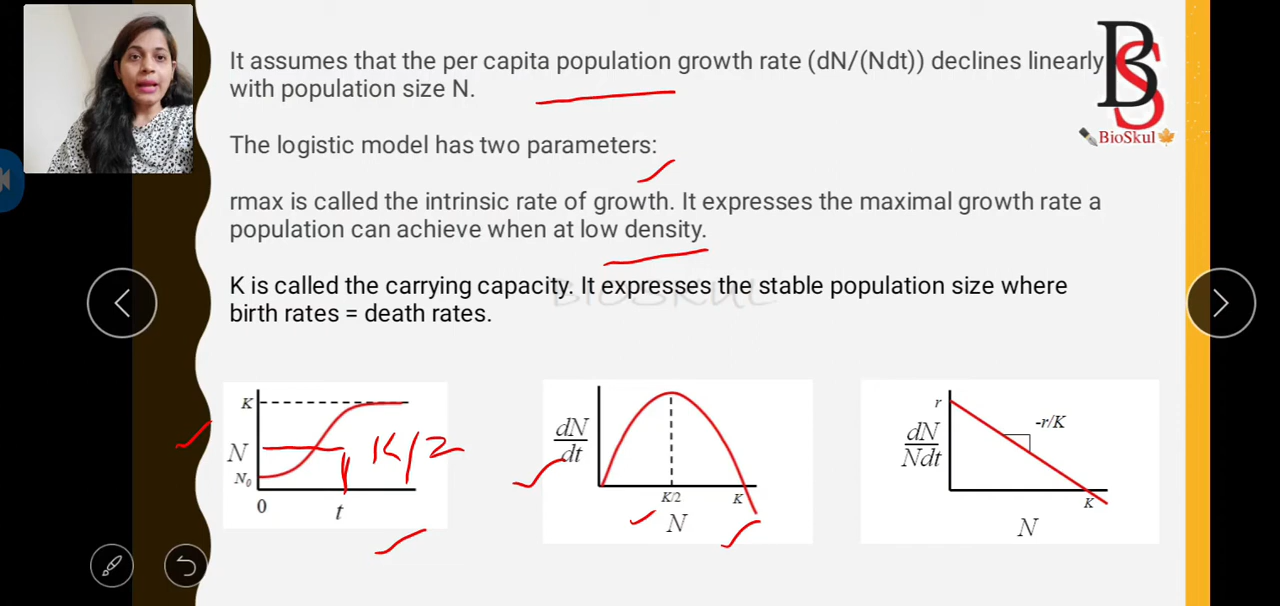 It assumes that the per capita population growth rate (dN/(Ndt)) declines linearly
with population size N.
The logistic model has two parameters:
rmax is called the intrinsic rate of growth. It expresses the maximal growth rate a
population can achieve when at low density.
K is called the carrying capacity. It expresses the stable population size where
birth rates = death rates.
BS
BioSkul
BIOSKUL
K
N
N₀
0
t
K/2
dN
dt
K/2
K
N
r
dN
Ndt
-r/K
K
N